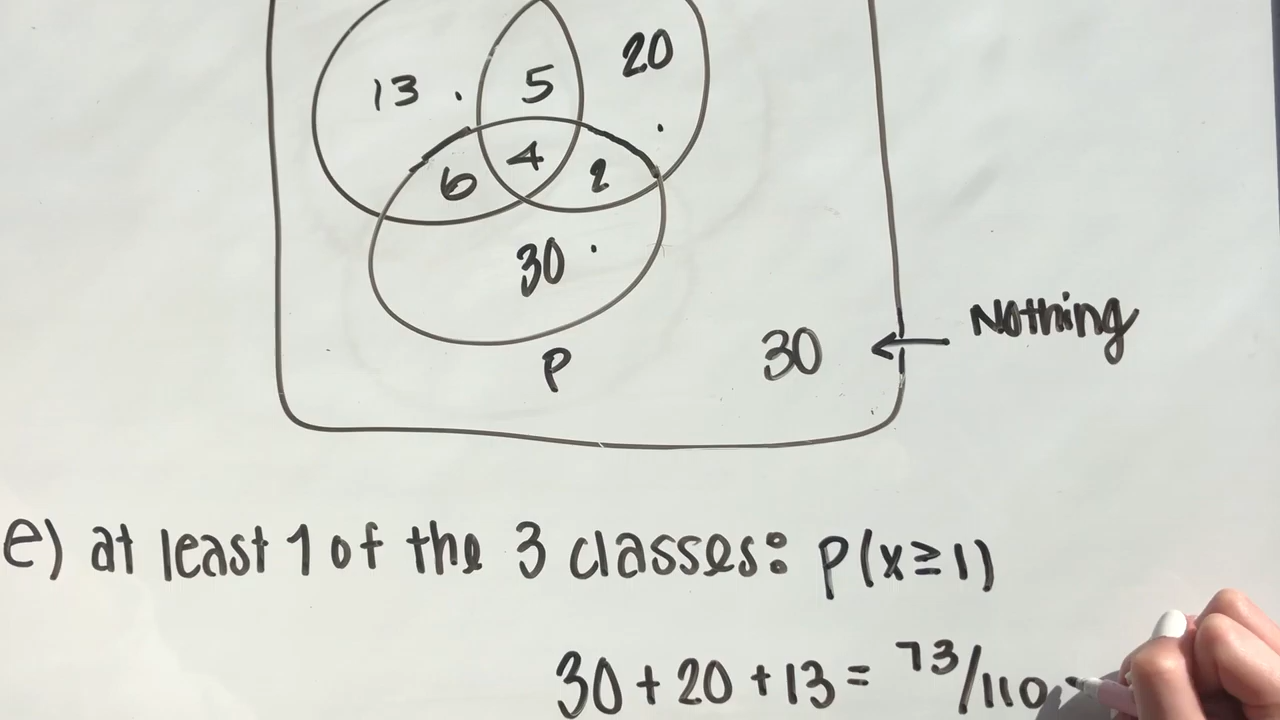 13 . 5 20
6 4 2
30 .
P
30 ← Nothing
e) at least 1 of the 3 classes: P(x≥1)
30 + 20 + 13 = 73/110